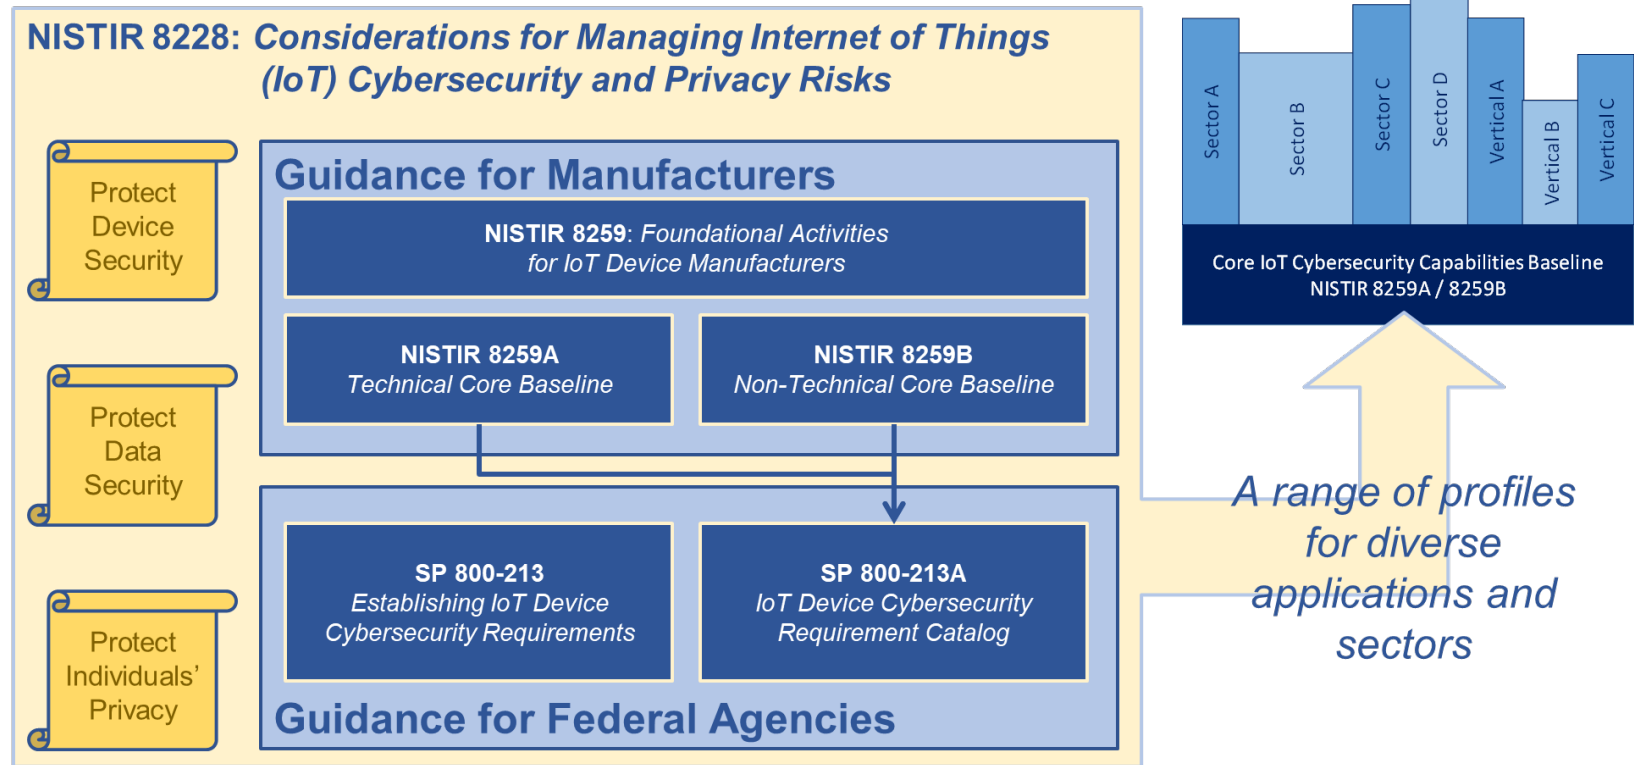 NISTIR 8228: Considerations for Managing Internet of Things
(IoT) Cybersecurity and Privacy Risks
Protect
Device
Security
Protect
Data
Security
Protect
Individuals’
Privacy
Guidance for Manufacturers
NISTIR 8259: Foundational Activities
for IoT Device Manufacturers
NISTIR 8259A
Technical Core Baseline
NISTIR 8259B
Non-Technical Core Baseline
SP 800-213
Establishing IoT Device
Cybersecurity Requirements
SP 800-213A
IoT Device Cybersecurity
Requirement Catalog
Guidance for Federal Agencies
Sector A
Sector B
Sector C
Sector D
Vertical A
Vertical B
Vertical C
Core IoT Cybersecurity Capabilities Baseline
NISTIR 8259A / 8259B
A range of profiles
for diverse
applications and
sectors